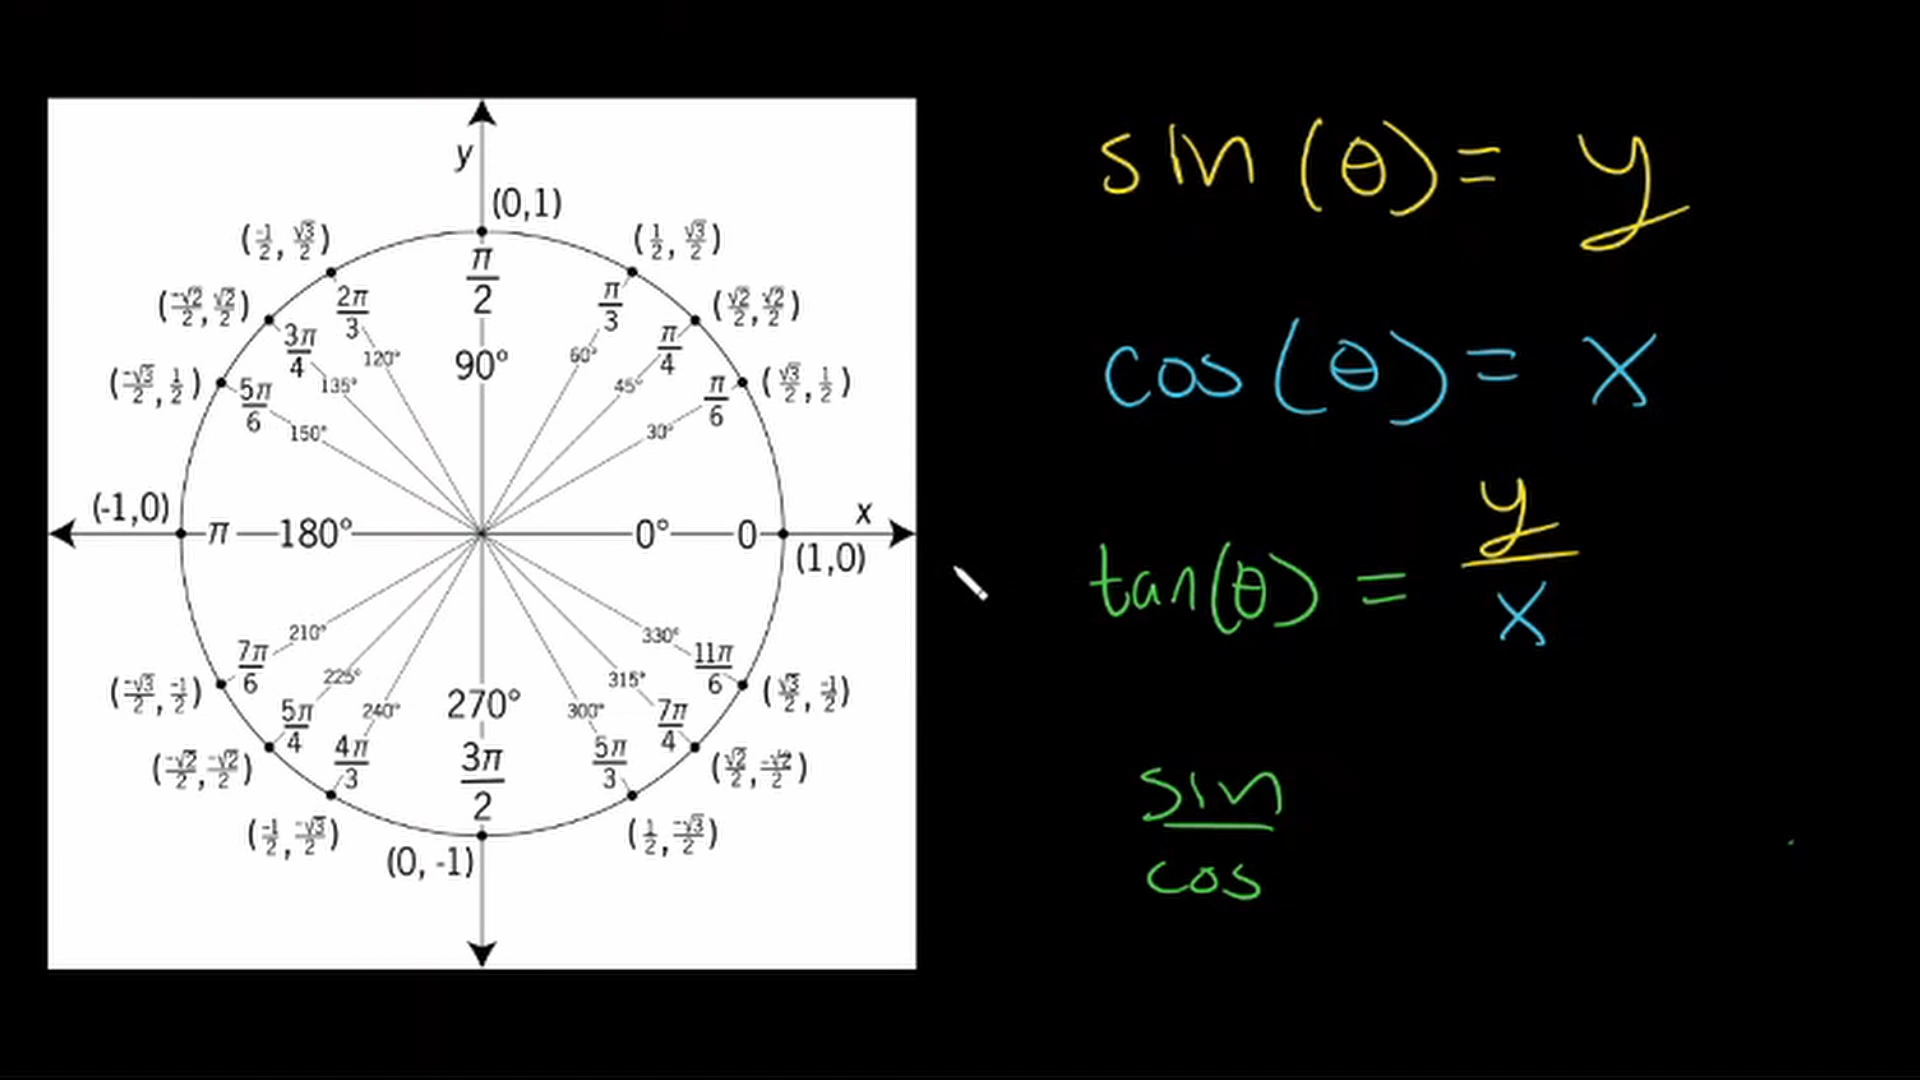 y
(0,1)
(-1/2, √3/2)
(1/2, √3/2)
(-√2/2, √2/2)
2π/3
π/2
π/3
(√2/2, √2/2)
3π/4
120°
90°
60°
π/4
(-√3/2, 1/2)
5π/6
135°
45°
π/6
(√3/2, 1/2)
150°
30°
(-1,0)
π
180°
0°
0
x
(1,0)
210°
330°
7π/6
225°
315°
11π/6
(-√3/2, -1/2)
(√3/2, -1/2)
5π/4
240°
270°
300°
7π/4
4π/3
3π/2
5π/3
(-√2/2, -√2/2)
(√2/2, -√2/2)
(-1/2, -√3/2)
(1/2, -√3/2)
(0, -1)
sin(θ) = y
cos(θ) = x
tan(θ) = y/x
sin
cos